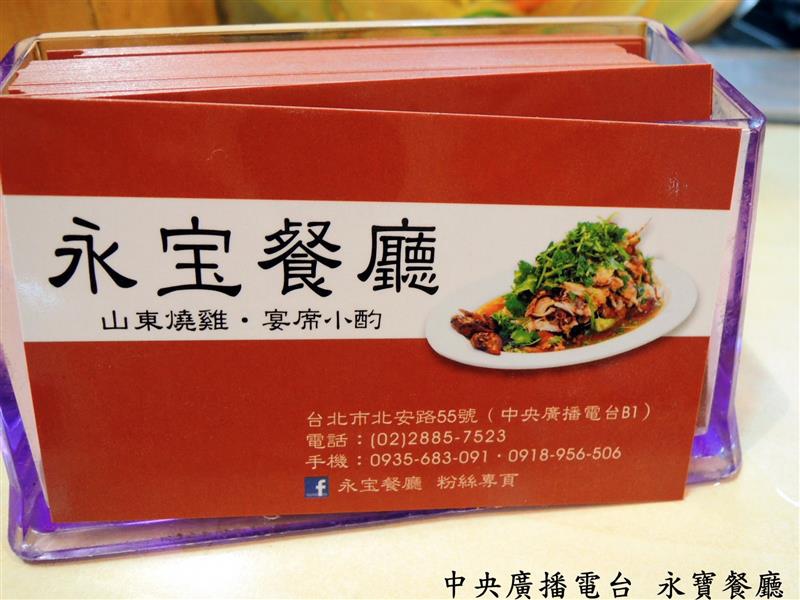 永宝餐廳
山東燒雞・宴席小酌
台北市北安路55號（中央廣播電台B1）
電話：(02)2885-7523
手機：0935-683-091・0918-956-506
f 永宝餐廳 粉絲專頁
中央廣播電台 永寶餐廳